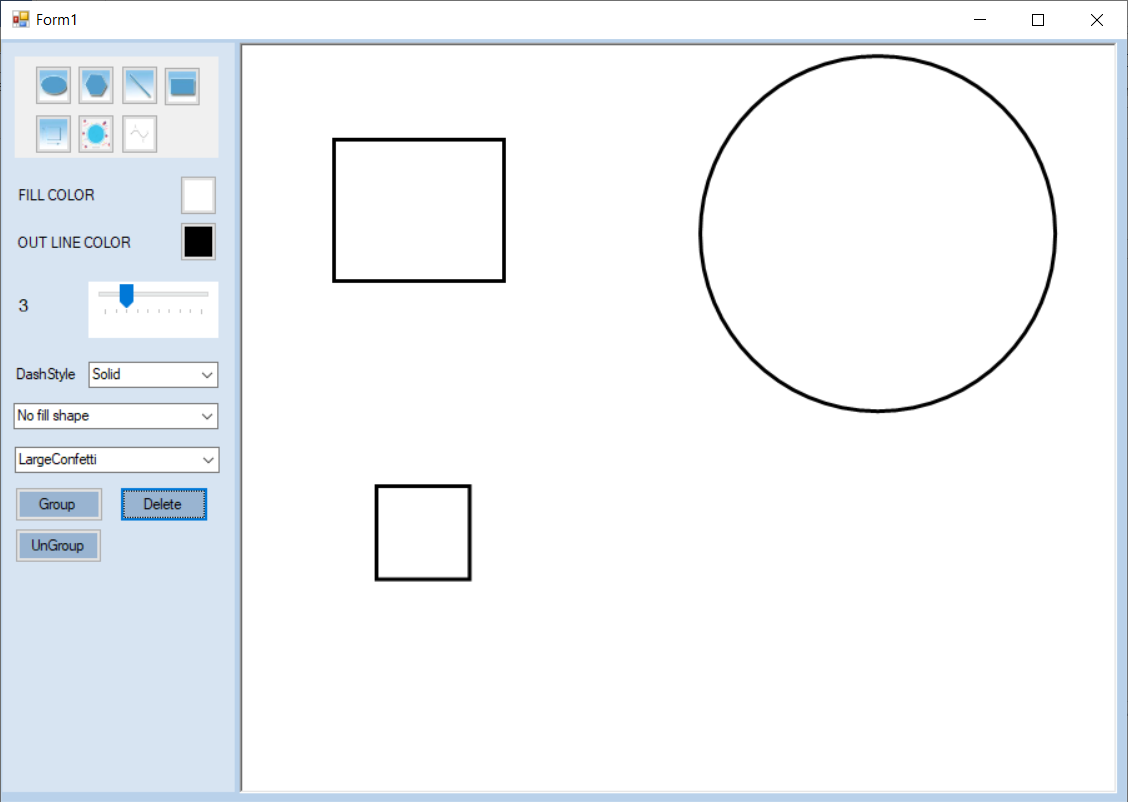 Form1
FILL COLOR
OUT LINE COLOR
3
DashStyle Solid
No fill shape
LargeConfetti
Group Delete
UnGroup